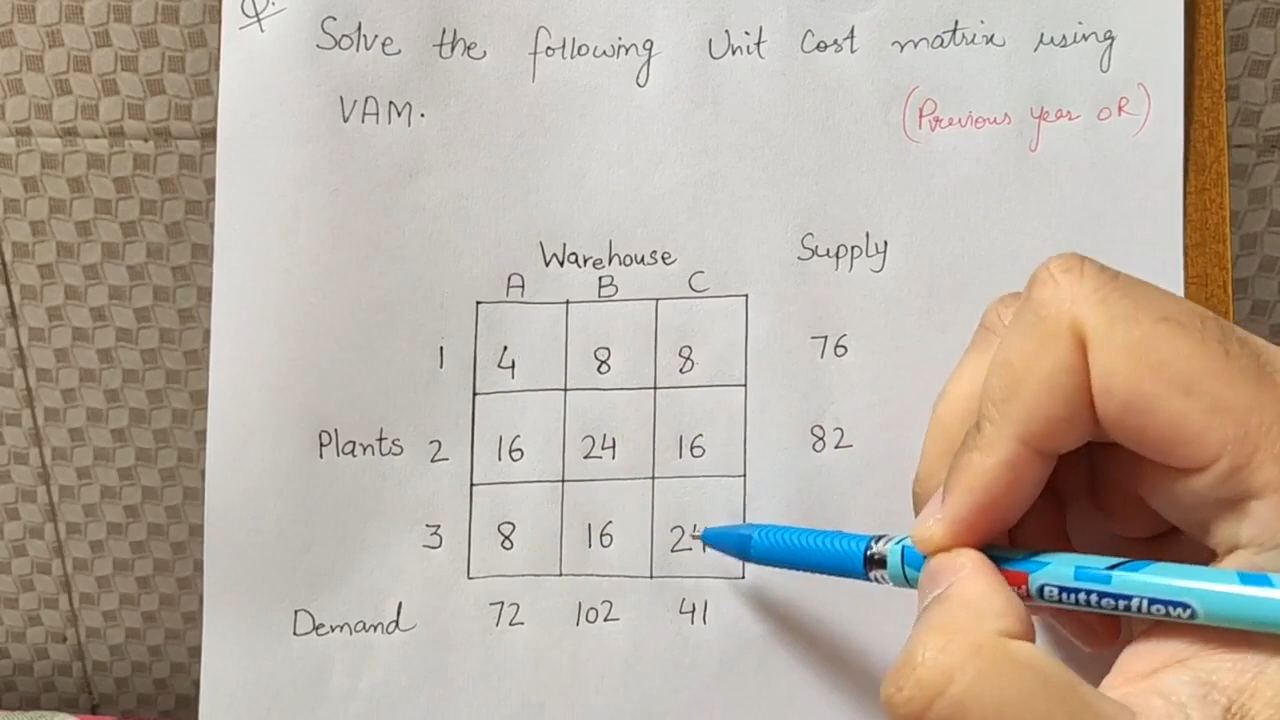 Q.
Solve the following Unit Cost matrix using
VAM.
(Previous year OR)
Warehouse Supply
A B C
1 4 8 8 76
Plants 2 16 24 16 82
3 8 16
Demand 72 102 41
Butterflow